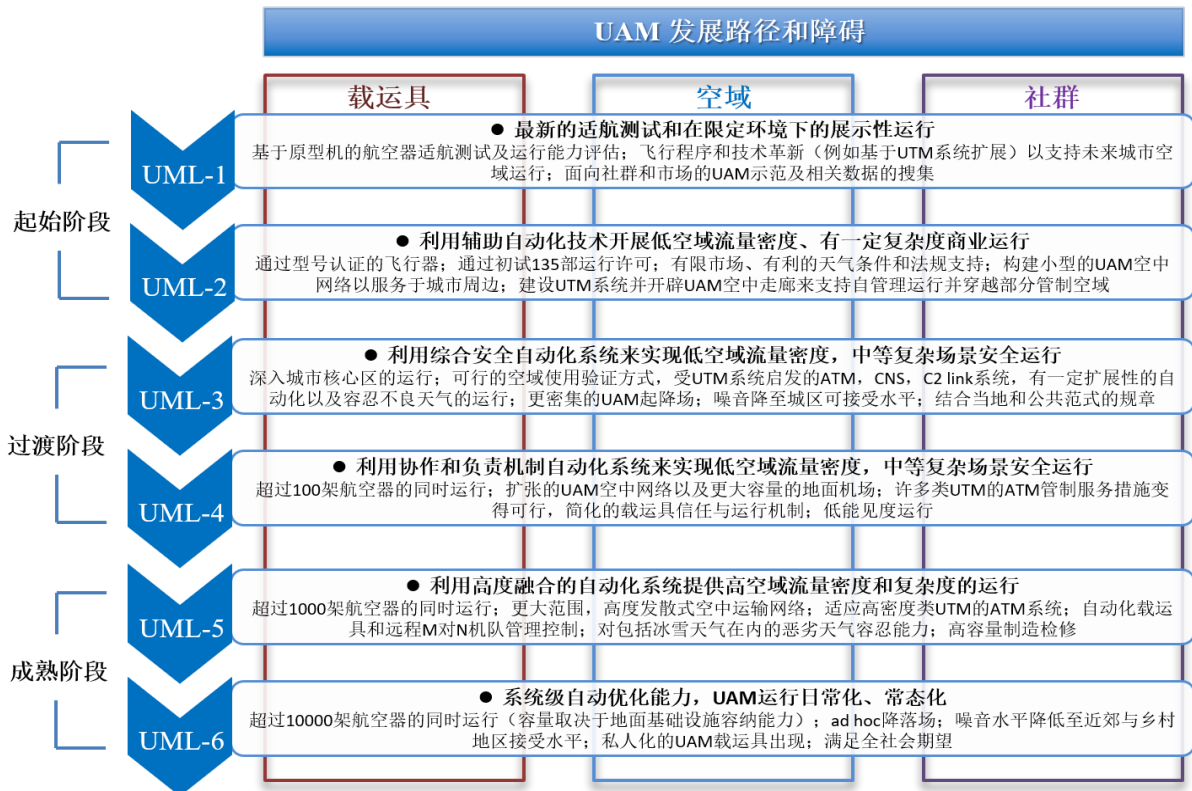 UAM 发展路径和障碍
载运具
空域
社群
起始阶段
UML-1
● 最新的适航测试和在限定环境下的展示性运行
基于原型机的航空器适航测试及运行能力评估；飞行程序和技术革新（例如基于UTM系统扩展）以支持未来城市空
域运行；面向社群和市场的UAM示范及相关数据的搜集
UML-2
● 利用辅助自动化技术开展低空域流量密度、有一定复杂度商业运行
通过型号认证的飞行器；通过初试135部运行许可；有限市场、有利的天气条件和法规支持；构建小型的UAM空中
网络以服务于城市周边；建设UTM系统并开辟UAM空中走廊来支持自管理运行并穿越部分管制空域
过渡阶段
UML-3
● 利用综合安全自动化系统来实现低空域流量密度，中等复杂场景安全运行
深入城市核心区的运行；可行的空域使用验证方式，受UTM系统启发的ATM，CNS，C2 link系统，有一定扩展性的自
动化以及容忍不良天气的运行；更密集的UAM起降场；噪音降至城区可接受水平；结合当地和公共范式的规章
UML-4
● 利用协作和负责机制自动化系统来实现低空域流量密度，中等复杂场景安全运行
超过100架航空器的同时运行；扩张的UAM空中网络以及更大容量的地面机场；许多类UTM的ATM管制服务措施变
得可行，简化的载运具信任与运行机制；低能见度运行
成熟阶段
UML-5
● 利用高度融合的自动化系统提供高空域流量密度和复杂度的运行
超过1000架航空器的同时运行；更大范围，高度发散式空中运输网络；适应高密度类UTM的ATM系统；自动化载运
具和远程M对N机队管理控制；对包括冰雪天气在内的恶劣天气容忍能力；高容量制造检修
UML-6
● 系统级自动优化能力，UAM运行日常化、常态化
超过10000架航空器的同时运行（容量取决于地面基础设施容纳能力）；ad hoc降落场；噪音水平降低至近郊与乡村
地区接受水平；私人化的UAM载运具出现；满足全社会期望